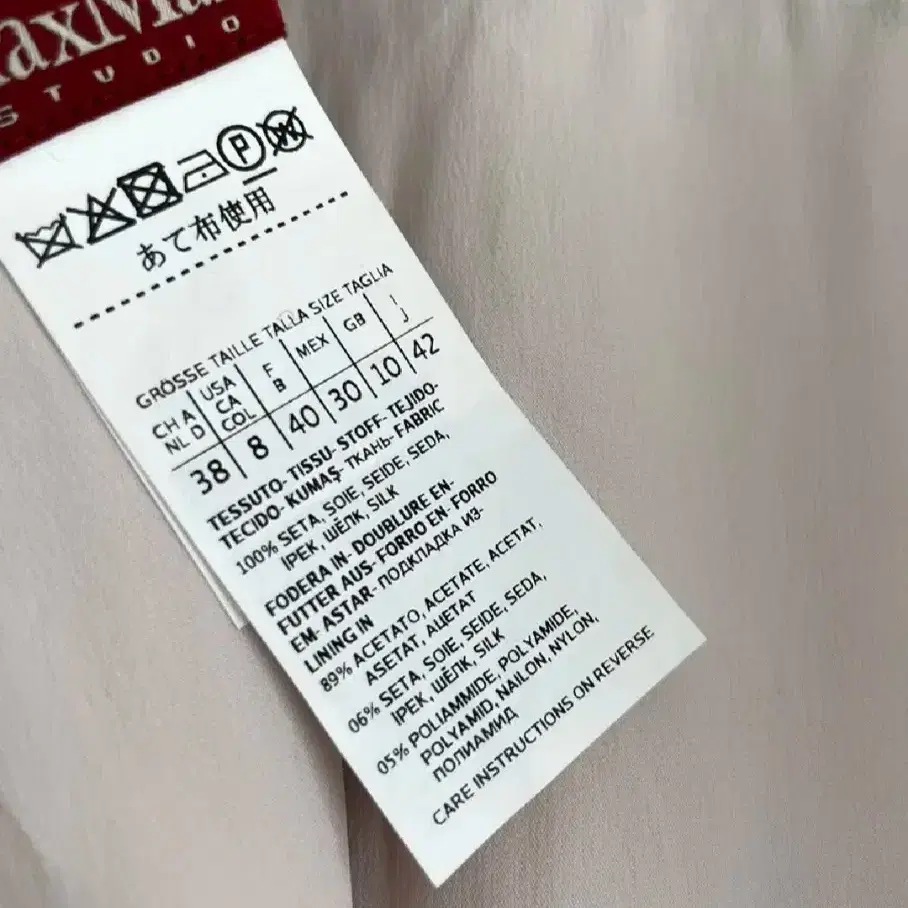 axMa
STUDIO
P
W
あて布使用
GRÖSSE TAILLE TALLA SIZE TAGLIA
CH A USA F MEX GB I
NL D CA B J
COL
38 8 40 30 10 42
TESSUTO- TISSU- STOFF- TEJIDO-
TECIDO- KUMAŞ- ТКАНЬ- FABRIC
100% SETA, SOIE, SEIDE, SEDA,
IPEK, ШЁЛК, SILK
FODERA IN- DOUBLURE EN-
FUTTER AUS- FORRO EN- FORRO
EM- ASTAR- ПОДКЛАДКА ИЗ-
LINING IN
89% ACETATO, ACETATE, ACETAT,
ASETAT, АЦЕТАТ
06% SETA, SOIE, SEIDE, SEDA,
IPEK, ШЁЛК, SILK
05% POLIAMMIDE, POLYAMIDE,
POLYAMID, NAILON, NYLON,
ПОЛИАМИД
CARE INSTRUCTIONS ON REVERSE